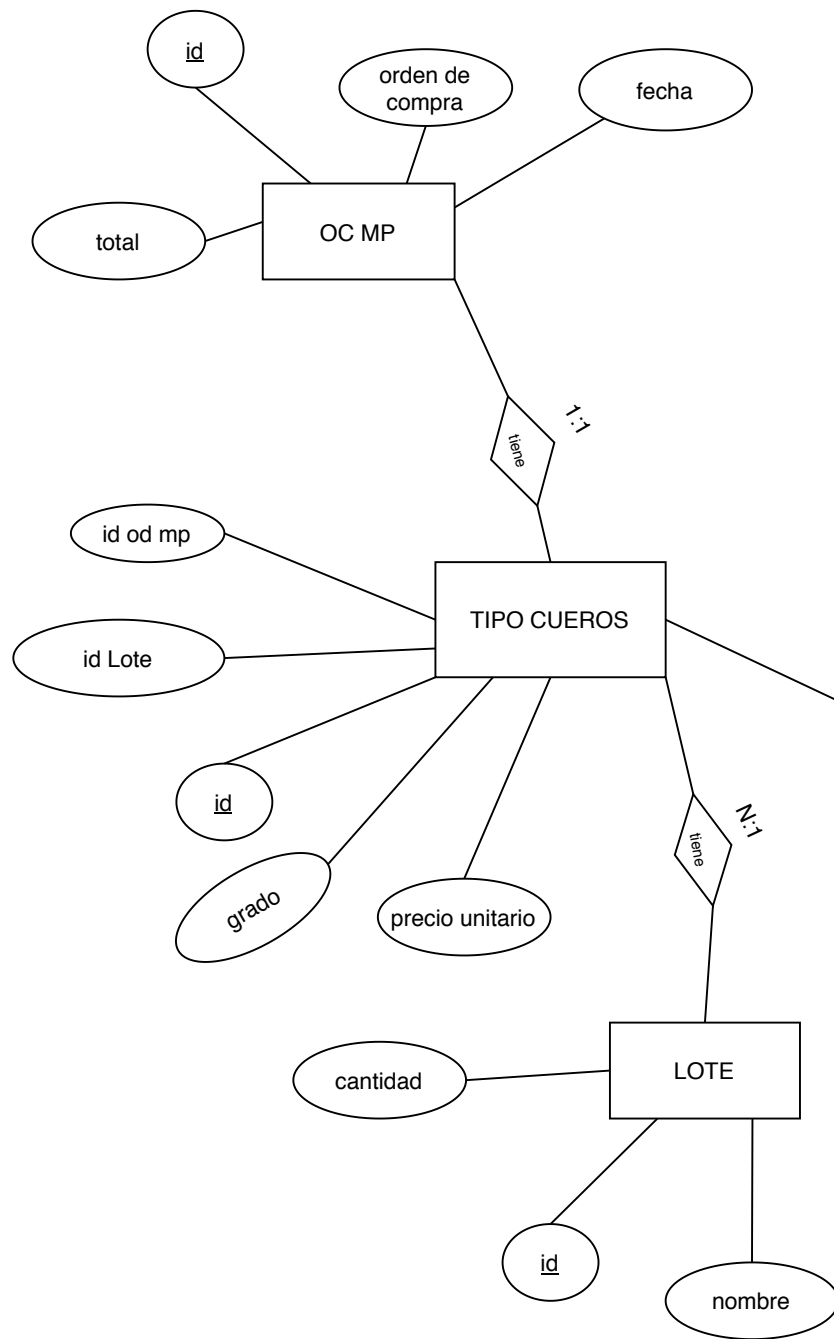 id
orden de
compra
fecha
total
OC MP
1:1
tiene
id od mp
TIPO CUEROS
id Lote
id
grado
precio unitario
N:1
tiene
LOTE
cantidad
id
nombre